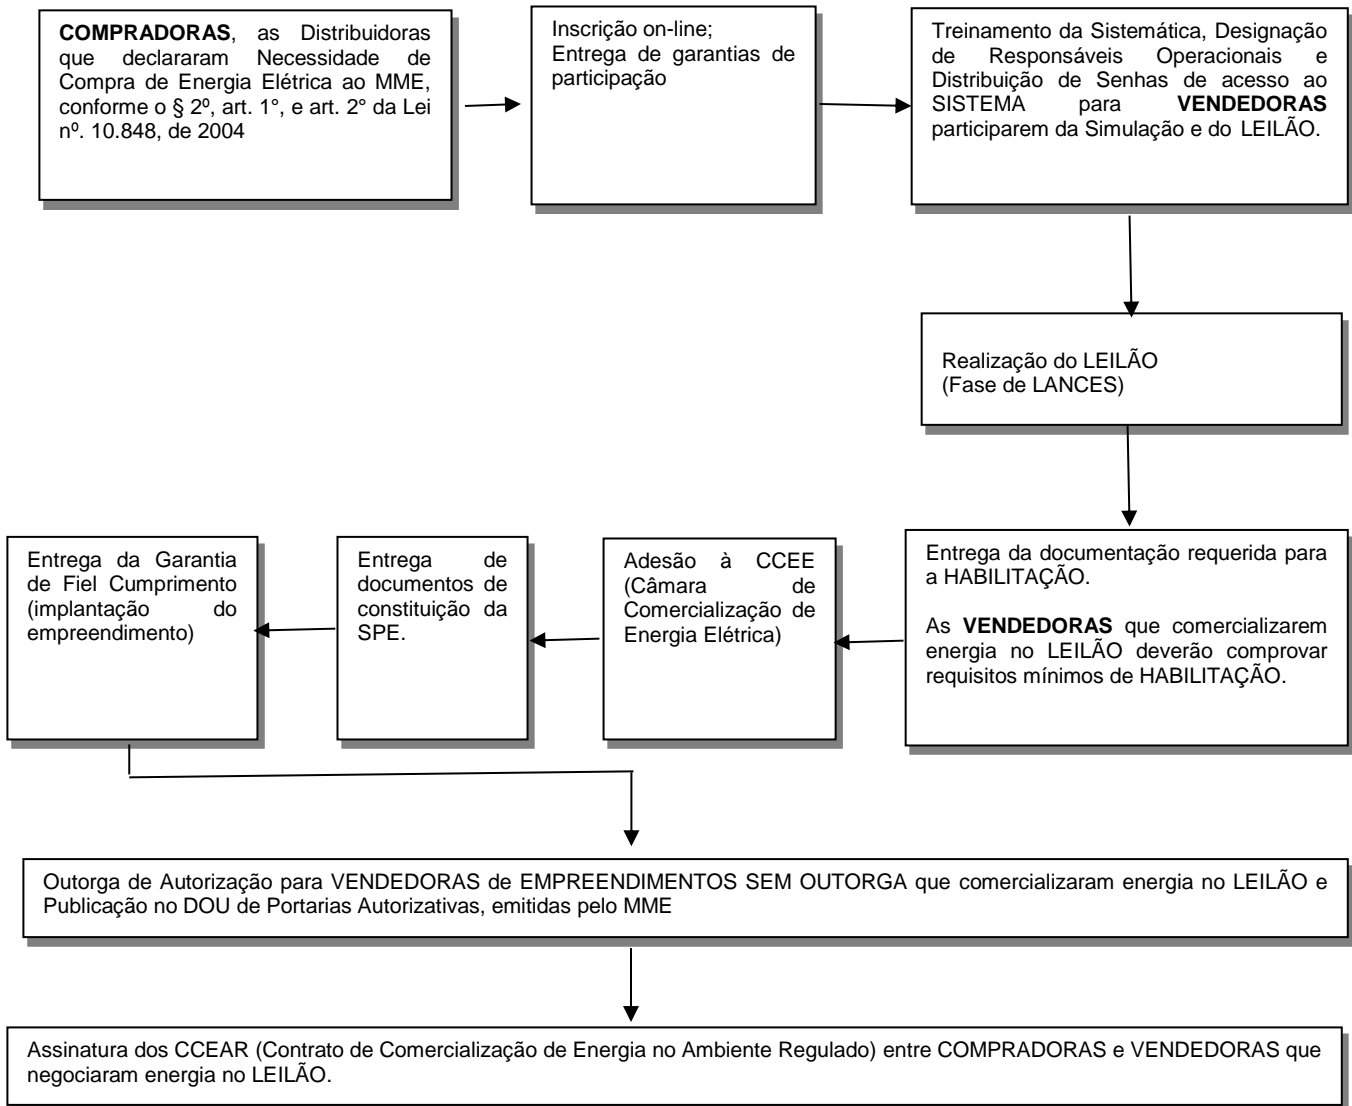 COMPRADORAS, as Distribuidoras
que declararam Necessidade de
Compra de Energia Elétrica ao MME,
conforme o § 2º, art. 1°, e art. 2° da Lei
nº. 10.848, de 2004
Inscrição on-line;
Entrega de garantias de
participação
Treinamento da Sistemática, Designação
de Responsáveis Operacionais e
Distribuição de Senhas de acesso ao
SISTEMA para VENDEDORAS
participarem da Simulação e do LEILÃO.
Realização do LEILÃO
(Fase de LANCES)
Entrega da documentação requerida para
a HABILITAÇÃO.
As VENDEDORAS que comercializarem
energia no LEILÃO deverão comprovar
requisitos mínimos de HABILITAÇÃO.
Adesão à CCEE
(Câmara de
Comercialização de
Energia Elétrica)
Entrega de
documentos de
constituição da
SPE.
Entrega da Garantia
de Fiel Cumprimento
(implantação do
empreendimento)
Outorga de Autorização para VENDEDORAS de EMPREENDIMENTOS SEM OUTORGA que comercializaram energia no LEILÃO e
Publicação no DOU de Portarias Autorizativas, emitidas pelo MME
Assinatura dos CCEAR (Contrato de Comercialização de Energia no Ambiente Regulado) entre COMPRADORAS e VENDEDORAS que
negociaram energia no LEILÃO.